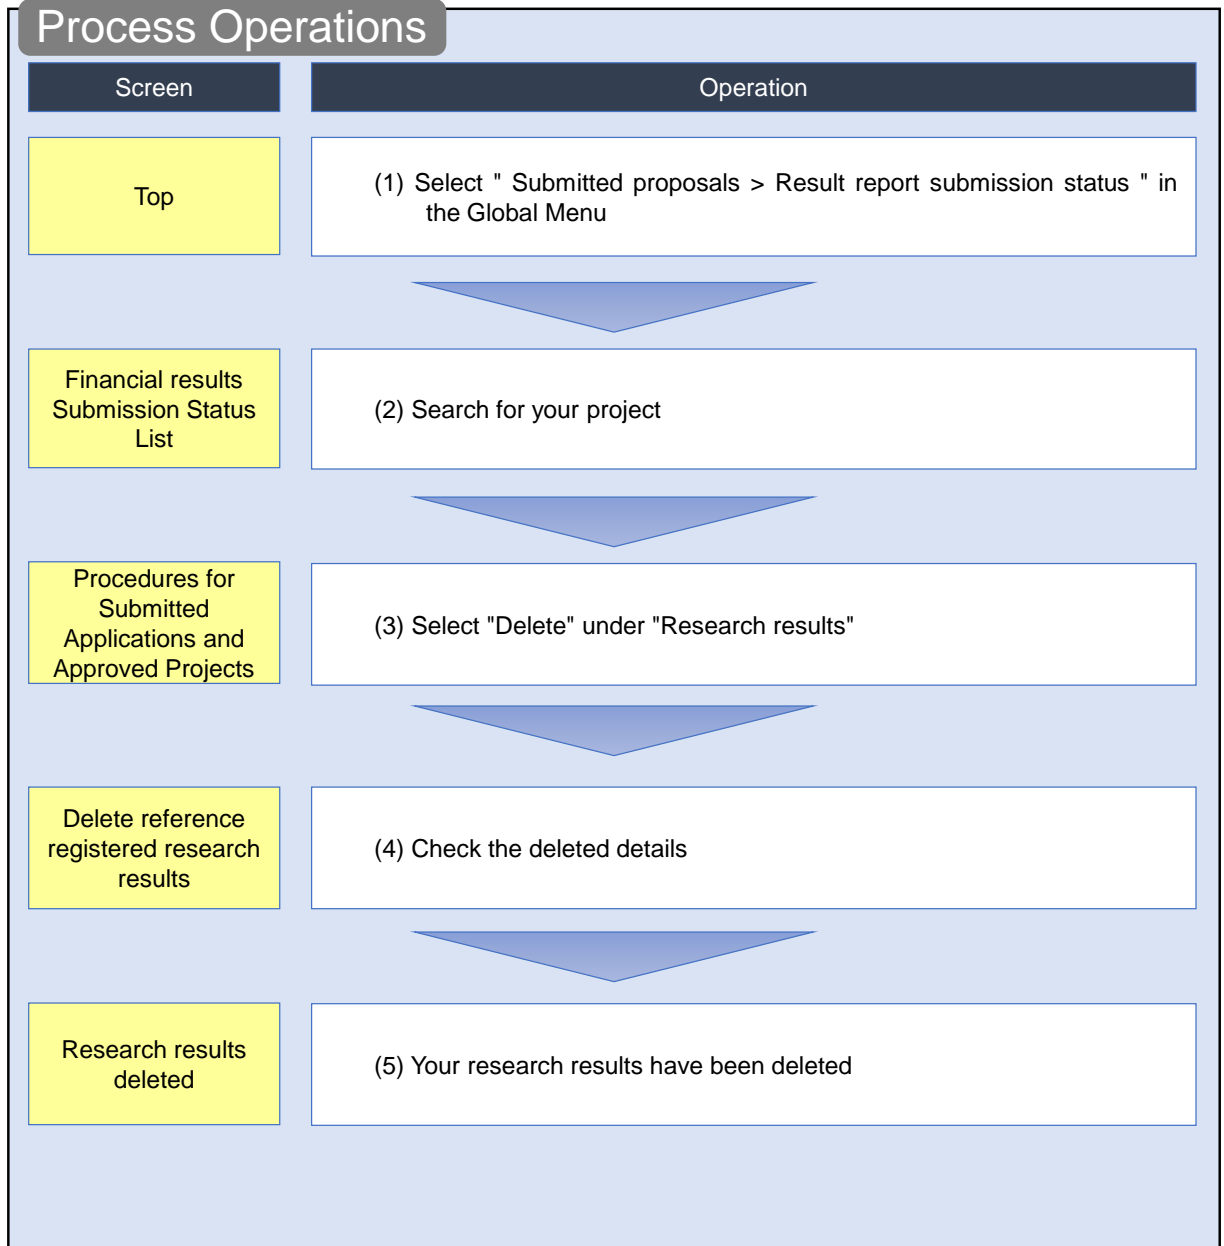 Process Operations
Screen
Operation
Top
(1) Select " Submitted proposals > Result report submission status " in
the Global Menu
Financial results
Submission Status
List
(2) Search for your project
Procedures for
Submitted
Applications and
Approved Projects
(3) Select "Delete" under "Research results"
Delete reference
registered research
results
(4) Check the deleted details
Research results
deleted
(5) Your research results have been deleted